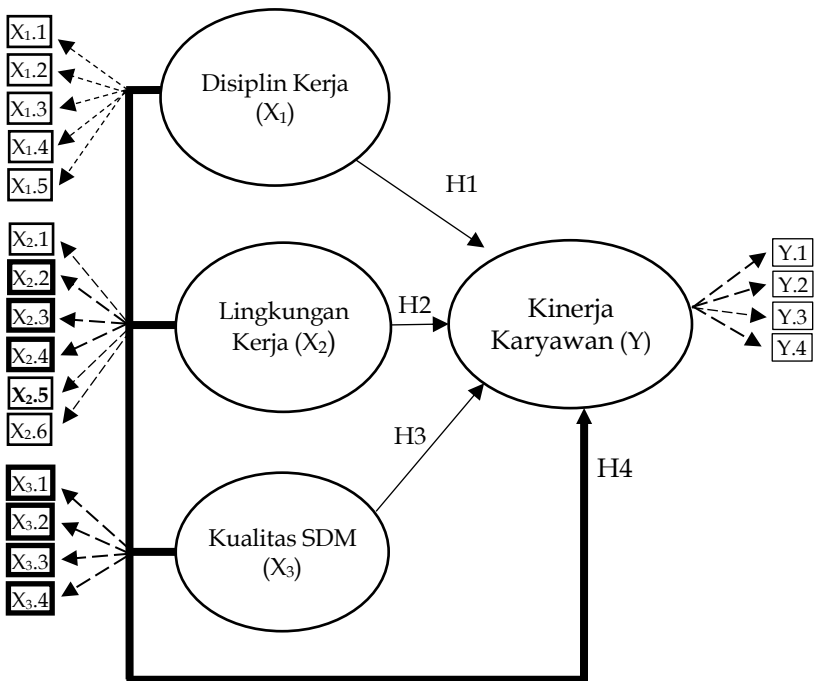 X₁.1
X₁.2
X₁.3
X₁.4
X₁.5
Disiplin Kerja
(X₁)
H1
X₂.1
X₂.2
X₂.3
X₂.4
X₂.5
X₂.6
Lingkungan
Kerja (X₂)
H2
Kinerja
Karyawan (Y)
Y.1
Y.2
Y.3
Y.4
H3
X₃.1
X₃.2
X₃.3
X₃.4
Kualitas SDM
(X₃)
H4